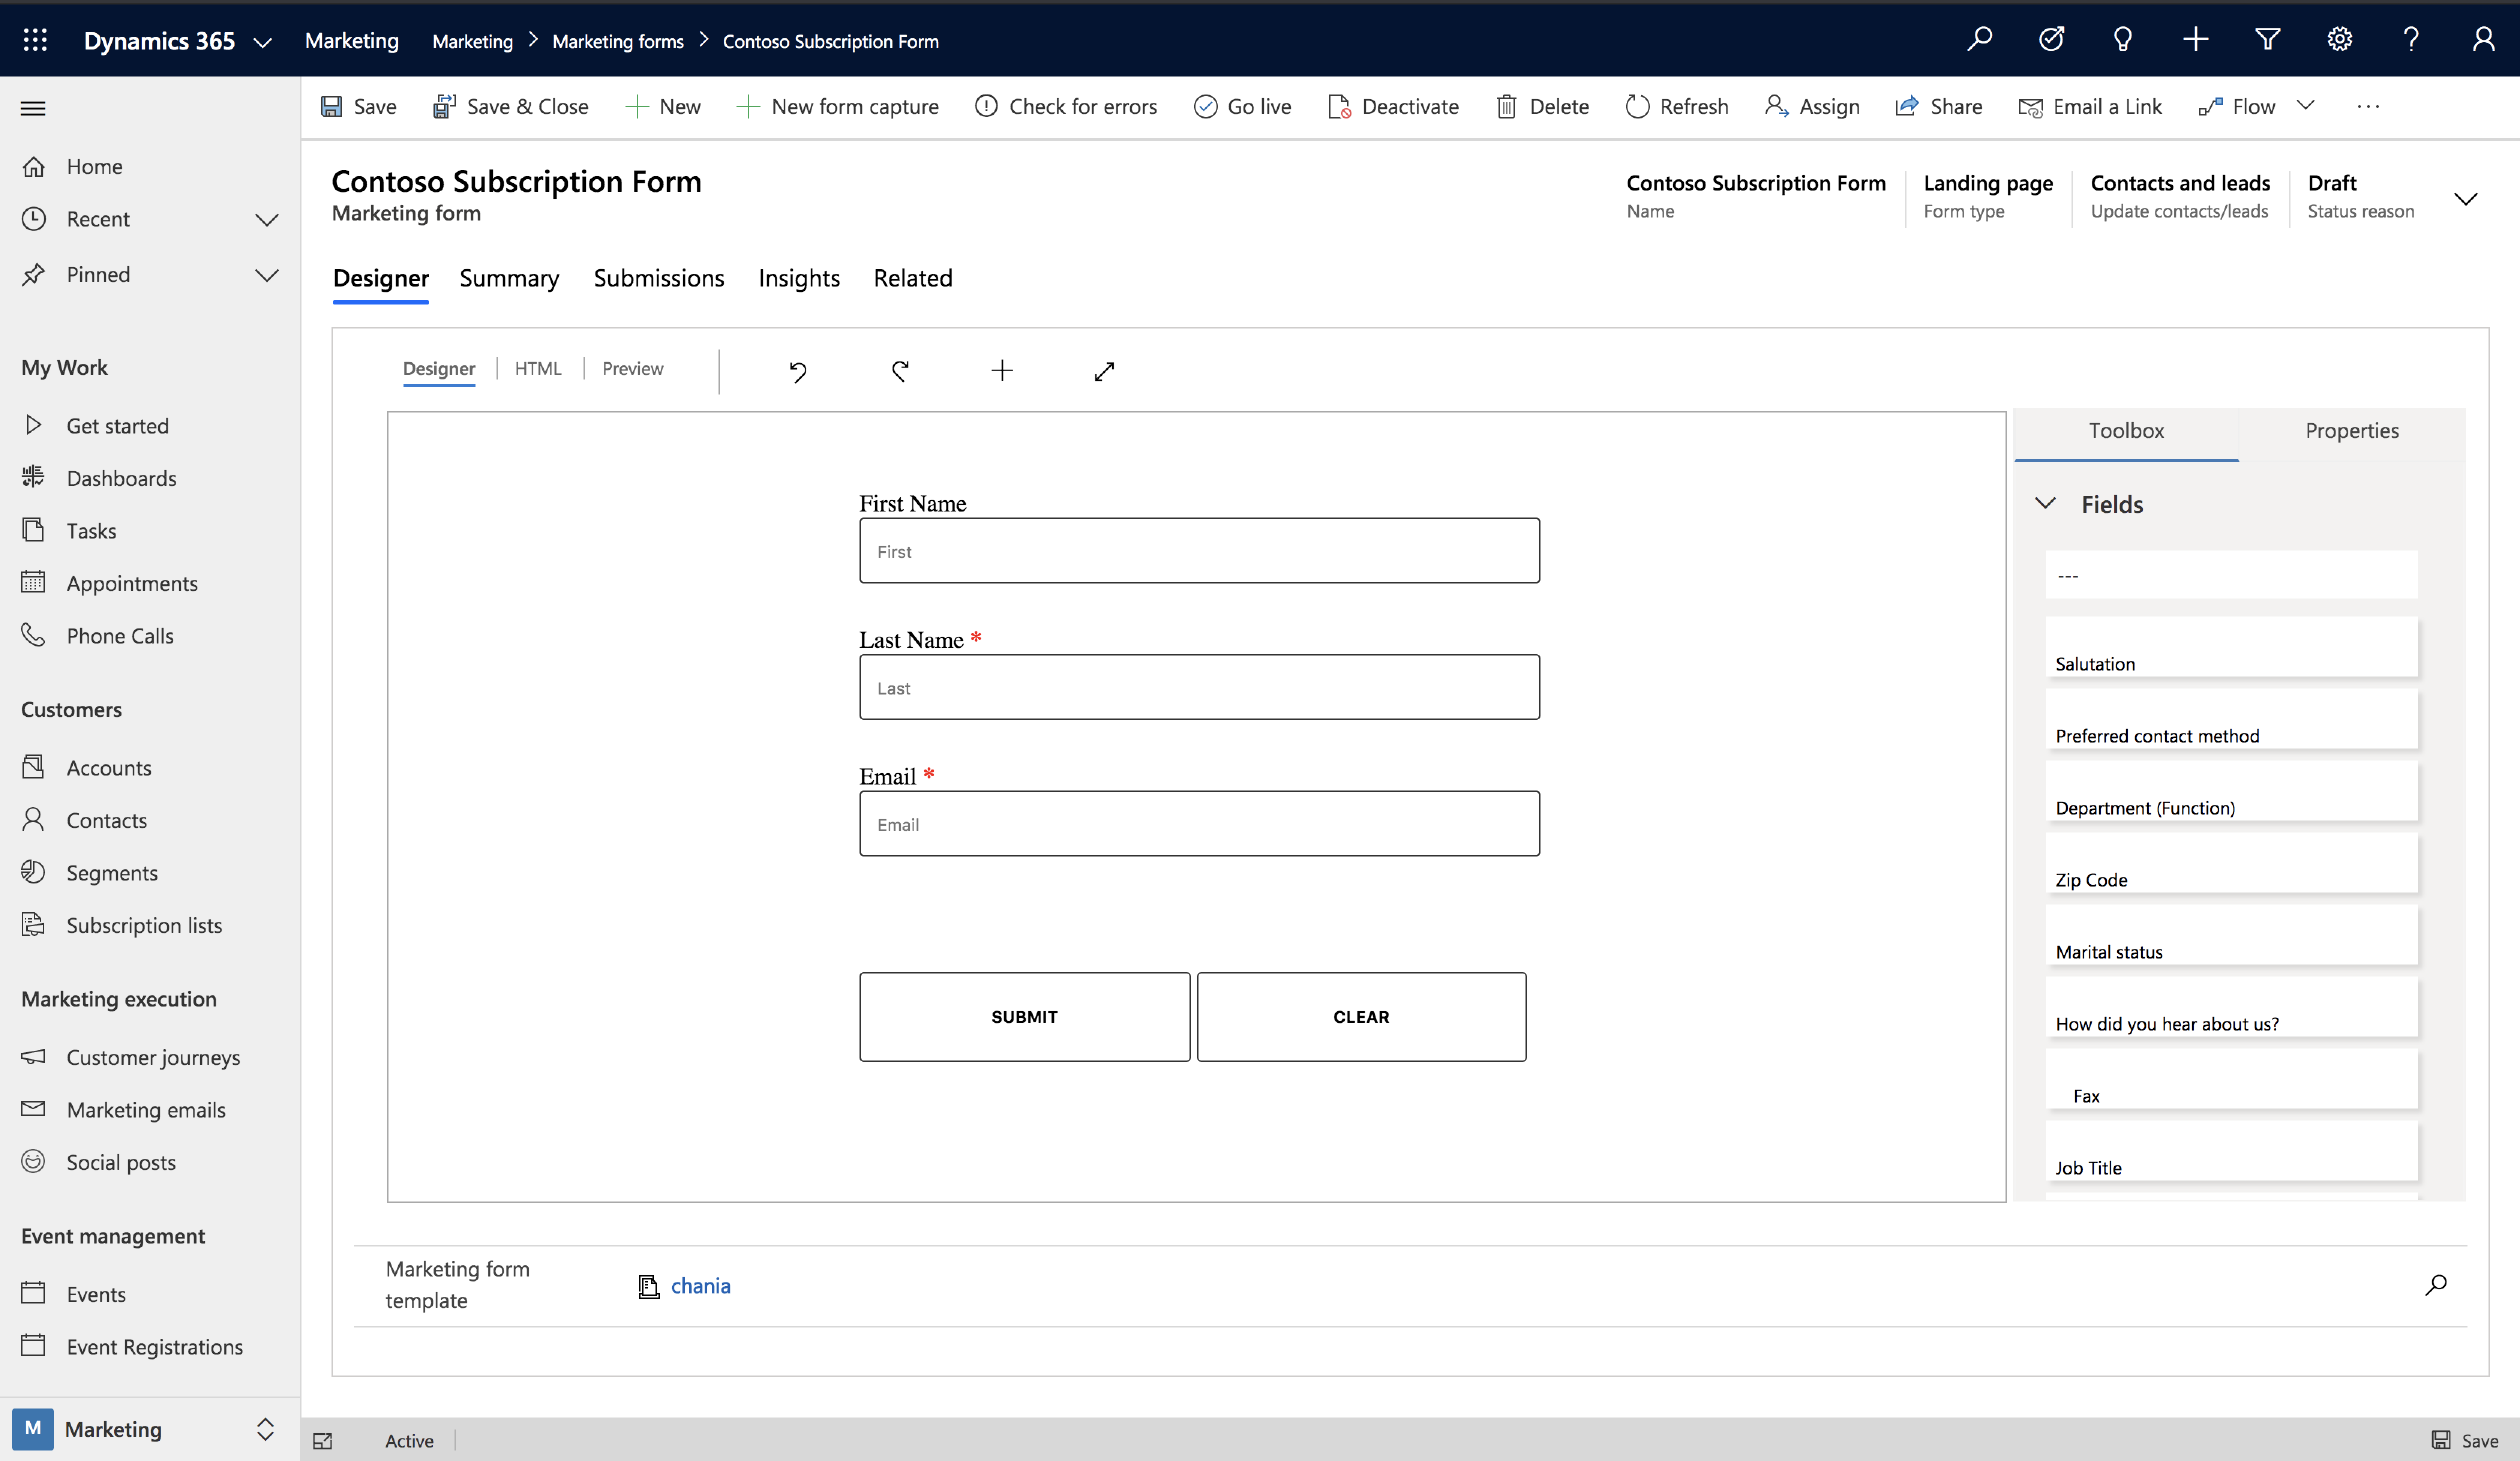 Dynamics 365
Marketing
Marketing
Marketing forms
Contoso Subscription Form
Save
Save & Close
New
New form capture
Check for errors
Go live
Deactivate
Delete
Refresh
Assign
Share
Email a Link
Flow
Home
Recent
Pinned
My Work
Get started
Dashboards
Tasks
Appointments
Phone Calls
Customers
Accounts
Contacts
Segments
Subscription lists
Marketing execution
Customer journeys
Marketing emails
Social posts
Event management
Events
Event Registrations
M
Marketing
Contoso Subscription Form
Marketing form
Contoso Subscription Form
Name
Landing page
Form type
Contacts and leads
Update contacts/leads
Draft
Status reason
Designer
Summary
Submissions
Insights
Related
Designer
HTML
Preview
First Name
First
Last Name *
Last
Email *
Email
SUBMIT
CLEAR
Toolbox
Properties
Fields
---
Salutation
Preferred contact method
Department (Function)
Zip Code
Marital status
How did you hear about us?
Fax
Job Title
Marketing form
template
chania
Active
Save